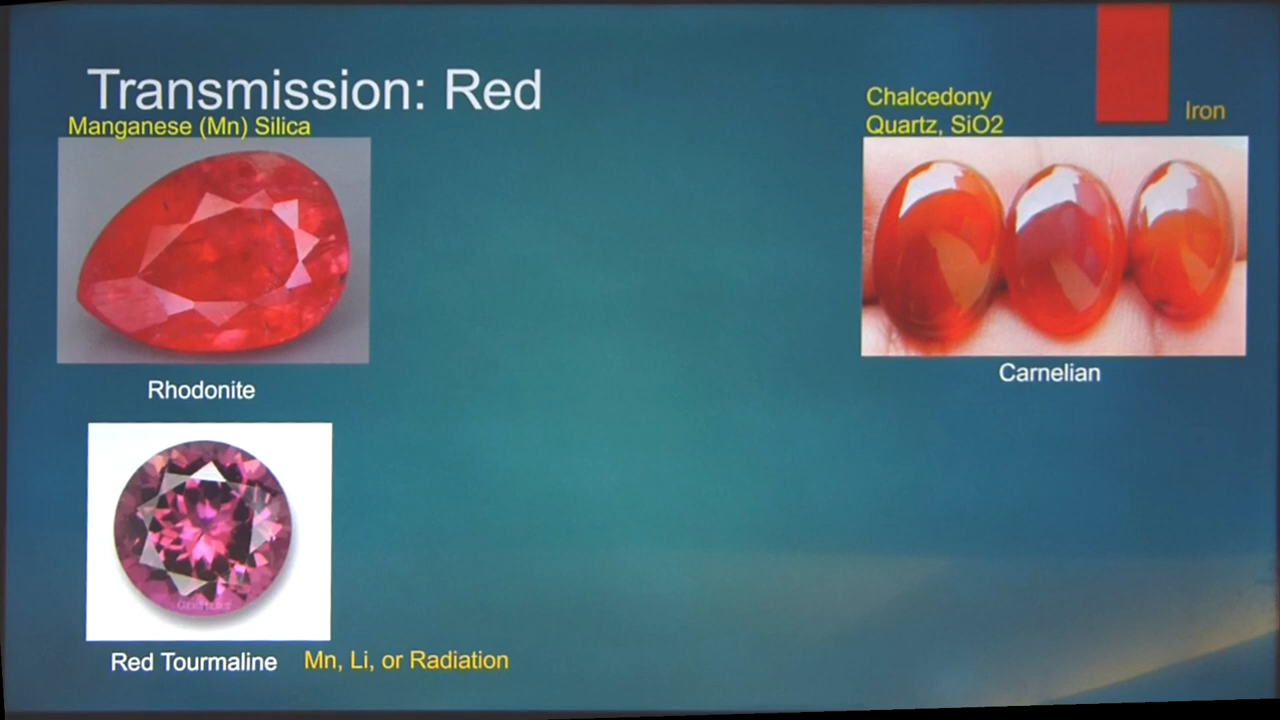 Transmission: Red
Manganese (Mn) Silica
Rhodonite
Red Tourmaline
Mn, Li, or Radiation
Chalcedony
Quartz, SiO2
Iron
Carnelian